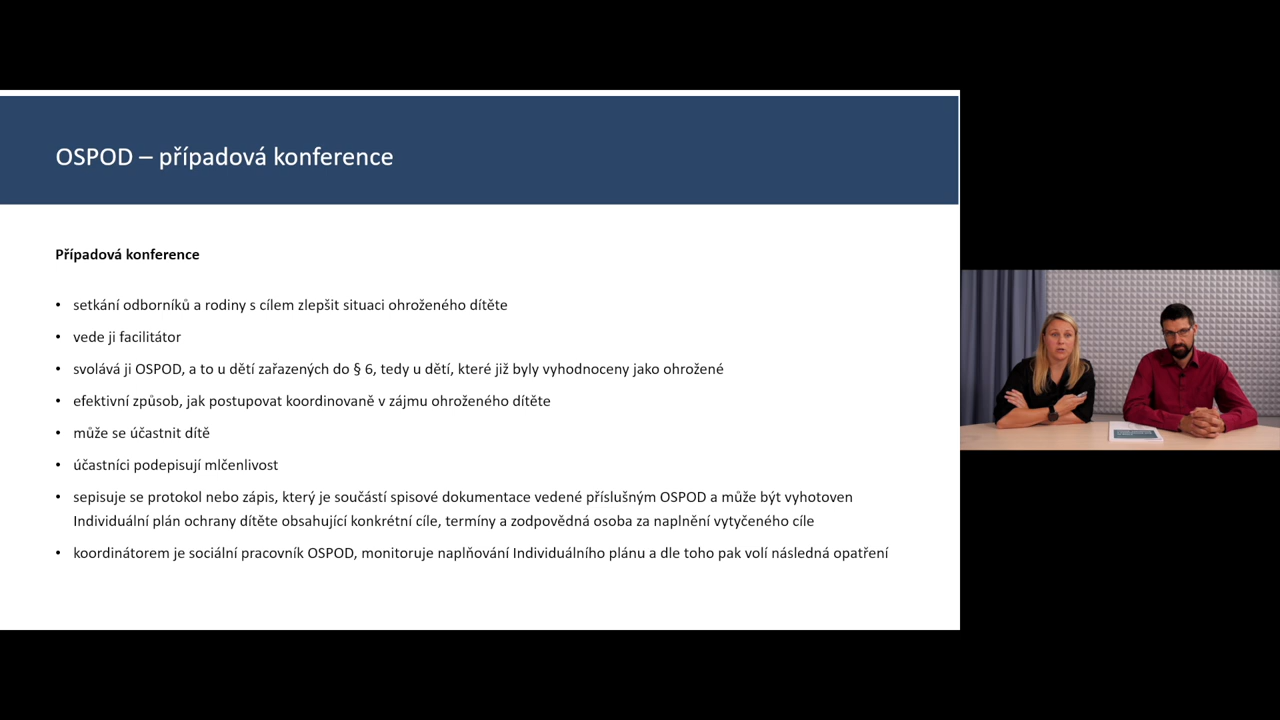 OSPOD – případová konference
Případová konference
• setkání odborníků a rodiny s cílem zlepšit situaci ohroženého dítěte
• vede ji facilitátor
• svolává ji OSPOD, a to u dětí zařazených do § 6, tedy u dětí, které již byly vyhodnoceny jako ohrožené
• efektivní způsob, jak postupovat koordinovaně v zájmu ohroženého dítěte
• může se účastnit dítě
• účastníci podepisují mlčenlivost
• sepisuje se protokol nebo zápis, který je součástí spisové dokumentace vedené příslušným OSPOD a může být vyhotoven
Individuální plán ochrany dítěte obsahující konkrétní cíle, termíny a zodpovědná osoba za naplnění vytyčeného cíle
• koordinátorem je sociální pracovník OSPOD, monitoruje naplňování Individuálního plánu a dle toho pak volí následná opatření